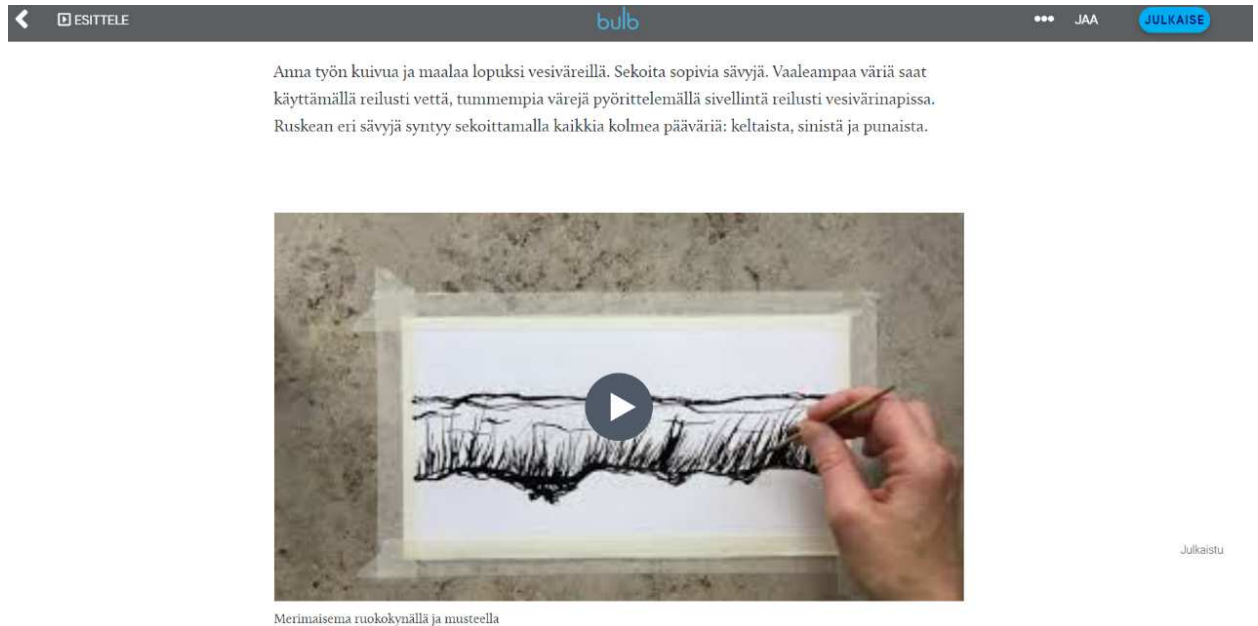 ESITTELE
bulb
JAA
JULKAISE
Anna työn kuivua ja maalaa lopuksi vesiväreillä. Sekoita sopivia sävyjä. Vaaleampaa väriä saat
käyttämällä reilusti vettä, tummempia värejä pyörittelemällä sivellintä reilusti vesivärinapissa.
Ruskean eri sävyjä syntyy sekoittamalla kaikkia kolmea pääväriä: keltaista, sinistä ja punaista.
Julkaistu
Merimaisema ruokokynällä ja musteella